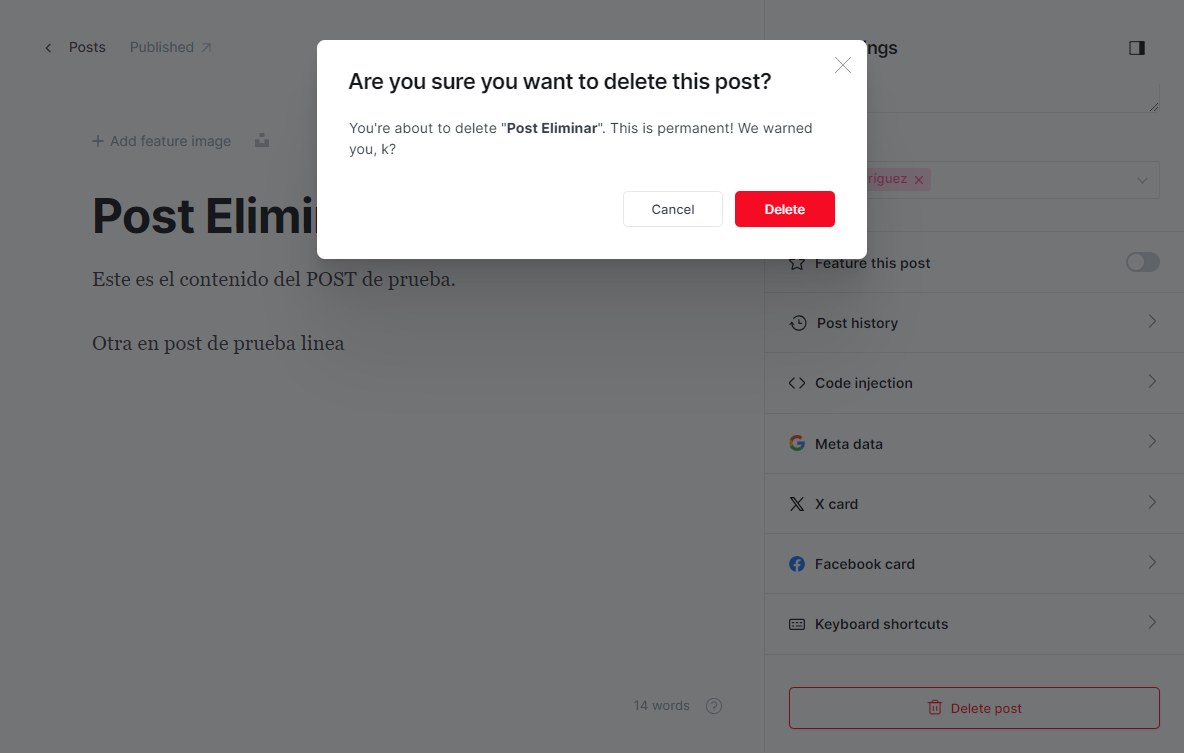 Posts
Published
Are you sure you want to delete this post?
You're about to delete "Post Eliminar". This is permanent! We warned
you, k?
Cancel
Delete
Add feature image
Post
Este es el contenido del POST de prueba.
Otra en post de prueba linea
14 words
Feature this post
Post history
Code injection
Meta data
X card
Facebook card
Keyboard shortcuts
Delete post